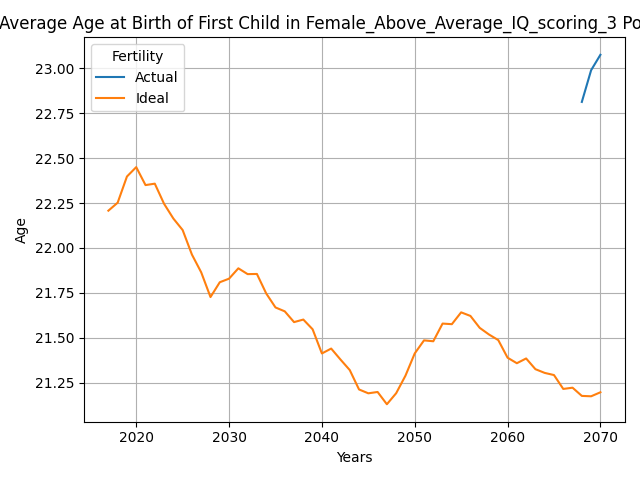 Average Age at Birth of First Child in Female_Above_Average_IQ_scoring_3 Po
Fertility
Actual
Ideal
23.00
22.75
22.50
22.25
22.00
21.75
21.50
21.25
Age
2020 2030 2040 2050 2060 2070
Years